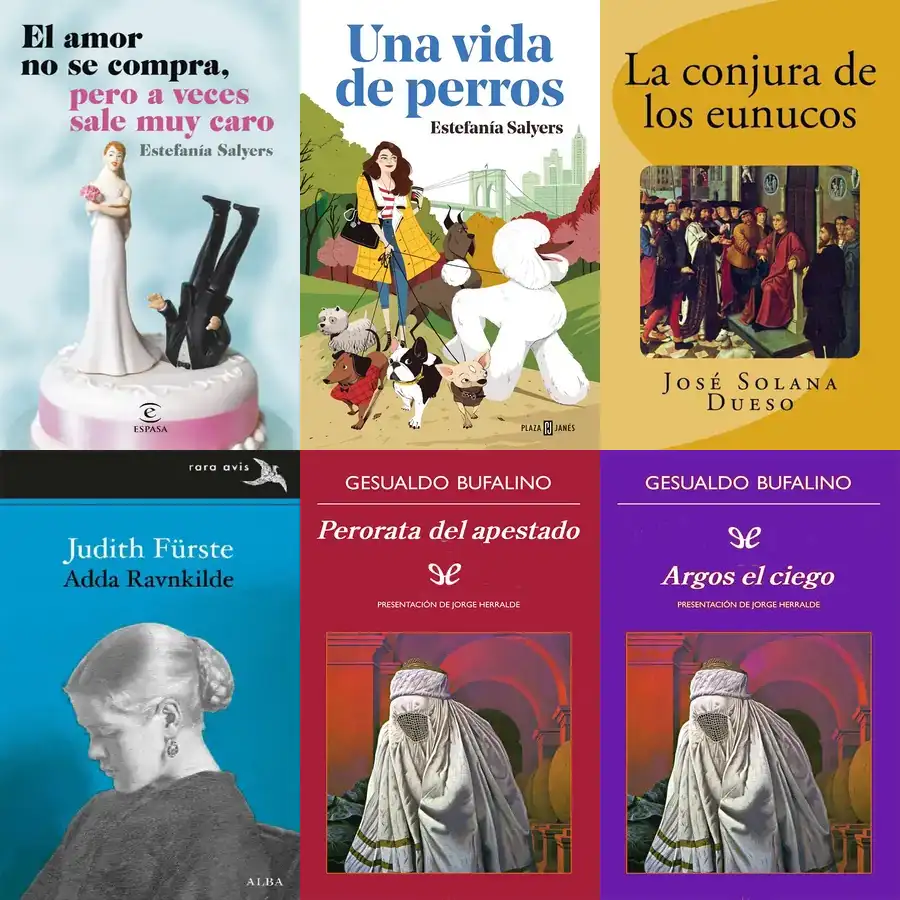 El amor
no se compra,
pero a veces
sale muy caro
Estefanía Salyers
ESPASA
Una vida
de perros
Estefanía Salyers
PLAZA JANÉS
La conjura de
los eunucos
JOSÉ SOLANA
DUESO
rara avis
Judith Fürste
Adda Ravnkilde
ALBA
GESUALDO BUFALINO
Perorata del apestado
PRESENTACIÓN DE JORGE HERRALDE
GESUALDO BUFALINO
Argos el ciego
PRESENTACIÓN DE JORGE HERRALDE